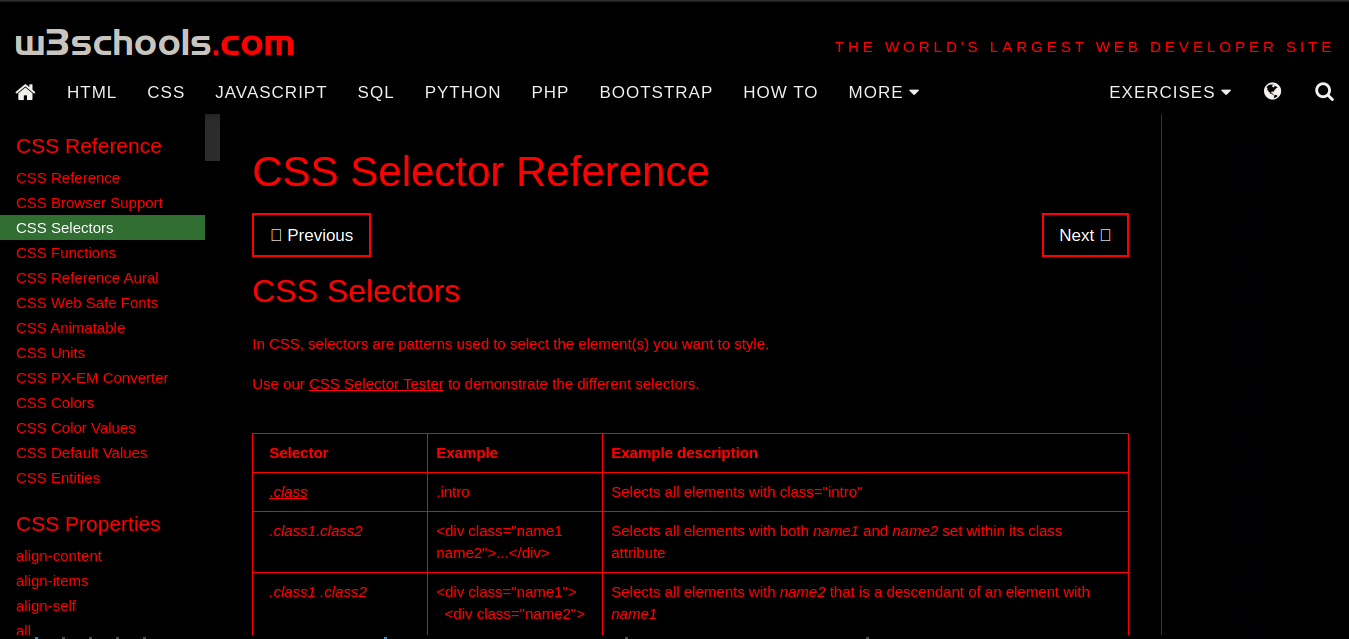 w3schools.com
THE WORLD'S LARGEST WEB DEVELOPER SITE
HTML CSS JAVASCRIPT SQL PYTHON PHP BOOTSTRAP HOW TO MORE EXERCISES
CSS Reference
CSS Reference
CSS Browser Support
CSS Selectors
CSS Functions
CSS Reference Aural
CSS Web Safe Fonts
CSS Animatable
CSS Units
CSS PX-EM Converter
CSS Colors
CSS Color Values
CSS Default Values
CSS Entities
CSS Properties
align-content
align-items
align-self
all
CSS Selector Reference
Previous
Next
CSS Selectors
In CSS, selectors are patterns used to select the element(s) you want to style.
Use our CSS Selector Tester to demonstrate the different selectors.
Selector Example Example description
.class .intro Selects all elements with class="intro"
.class1.class2 <div class="name1 Selects all elements with both name1 and name2 set within its class
name2">...</div> attribute
.class1 .class2 <div class="name1"> Selects all elements with name2 that is a descendant of an element with
<div class="name2"> name1